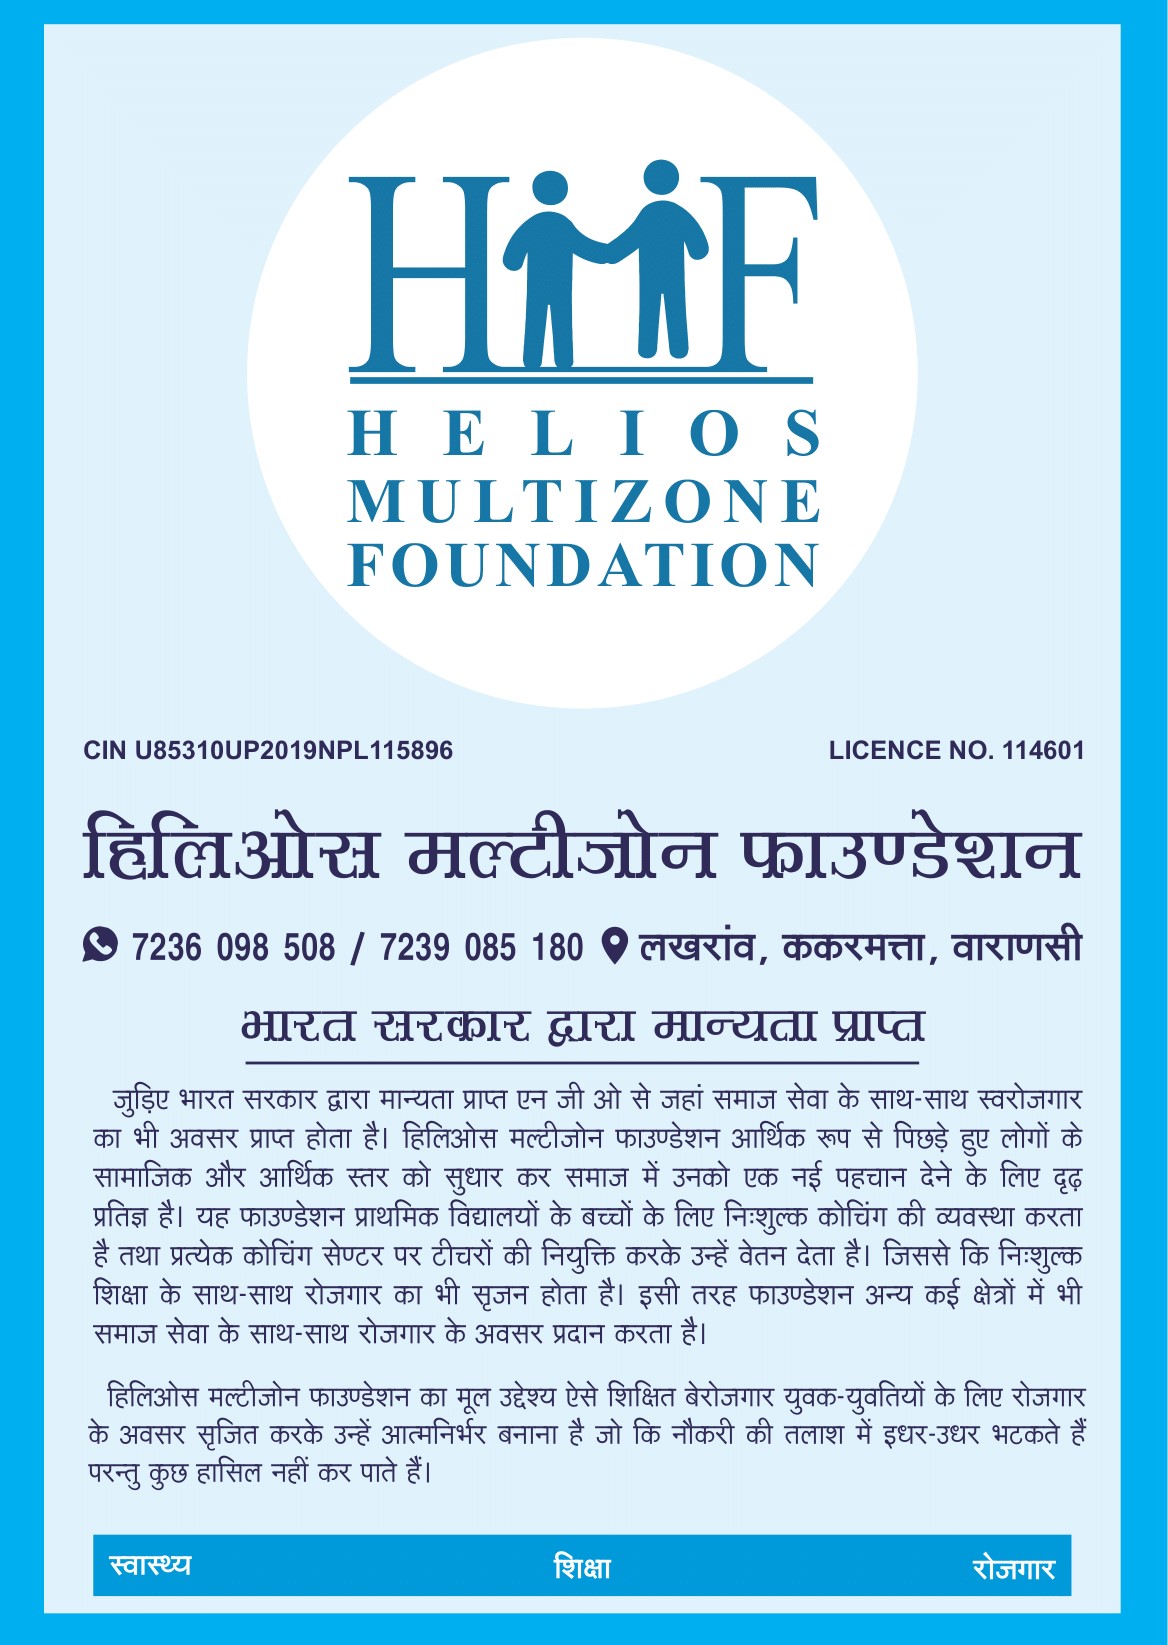 HMF
HELIOS
MULTIZONE
FOUNDATION
CIN U85310UP2019NPL115896 LICENCE NO. 114601
हिलिओस मल्टीजोन फाउण्डेशन
7236 098 508 / 7239 085 180 लखरांव, ककरमत्ता, वाराणसी
भारत सरकार द्वारा मान्यता प्राप्त
जुड़िए भारत सरकार द्वारा मान्यता प्राप्त एन जी ओ से जहां समाज सेवा के साथ-साथ स्वरोजगार
का भी अवसर प्राप्त होता है। हिलिओस मल्टीजोन फाउण्डेशन आर्थिक रूप से पिछड़े हुए लोगों के
सामाजिक और आर्थिक स्तर को सुधार कर समाज में उनको एक नई पहचान देने के लिए दृढ़
प्रतिज्ञ है। यह फाउण्डेशन प्राथमिक विद्यालयों के बच्चों के लिए निःशुल्क कोचिंग की व्यवस्था करता
है तथा प्रत्येक कोचिंग सेण्टर पर टीचरों की नियुक्ति करके उन्हें वेतन देता है। जिससे कि निःशुल्क
शिक्षा के साथ-साथ रोजगार का भी सृजन होता है। इसी तरह फाउण्डेशन अन्य कई क्षेत्रों में भी
समाज सेवा के साथ-साथ रोजगार के अवसर प्रदान करता है।
हिलिओस मल्टीजोन फाउण्डेशन का मूल उद्देश्य ऐसे शिक्षित बेरोजगार युवक-युवतियों के लिए रोजगार
के अवसर सृजित करके उन्हें आत्मनिर्भर बनाना है जो कि नौकरी की तलाश में इधर-उधर भटकते हैं
परन्तु कुछ हासिल नहीं कर पाते हैं।
स्वास्थ्य शिक्षा रोजगार